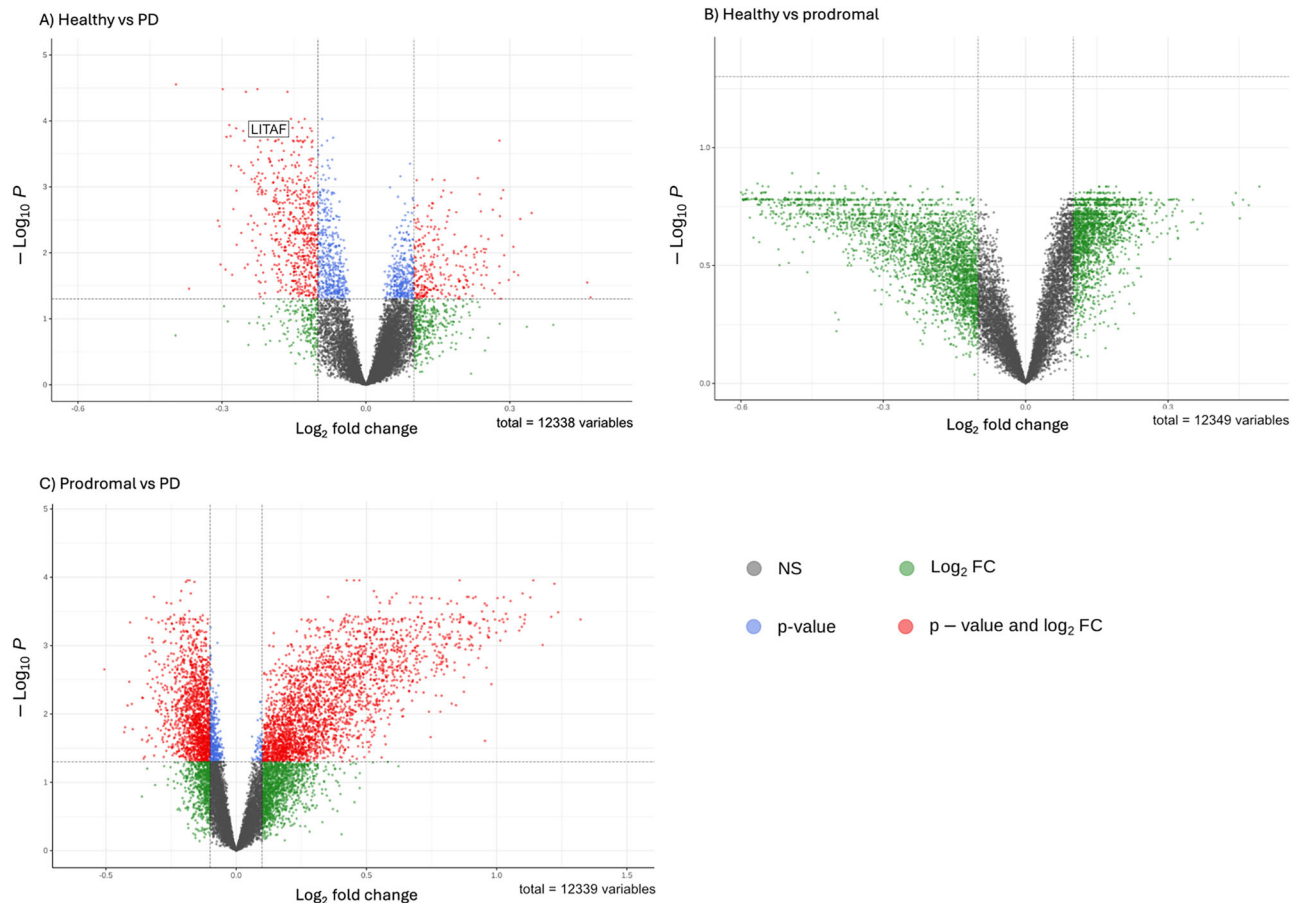 A) Healthy vs PD
5
4
3
2
1
0
– Log10 P
LITAF
-0.6
-0.3
0.0
0.3
Log2 fold change
total = 12338 variables
B) Healthy vs prodromal
1.0
0.5
0.0
– Log10 P
-0.6
-0.3
0.0
0.3
Log2 fold change
total = 12349 variables
C) Prodromal vs PD
5
4
3
2
1
0
– Log10 P
-0.5
0.0
0.5
1.0
1.5
Log2 fold change
total = 12339 variables
NS
Log2 FC
p-value
p – value and log2 FC